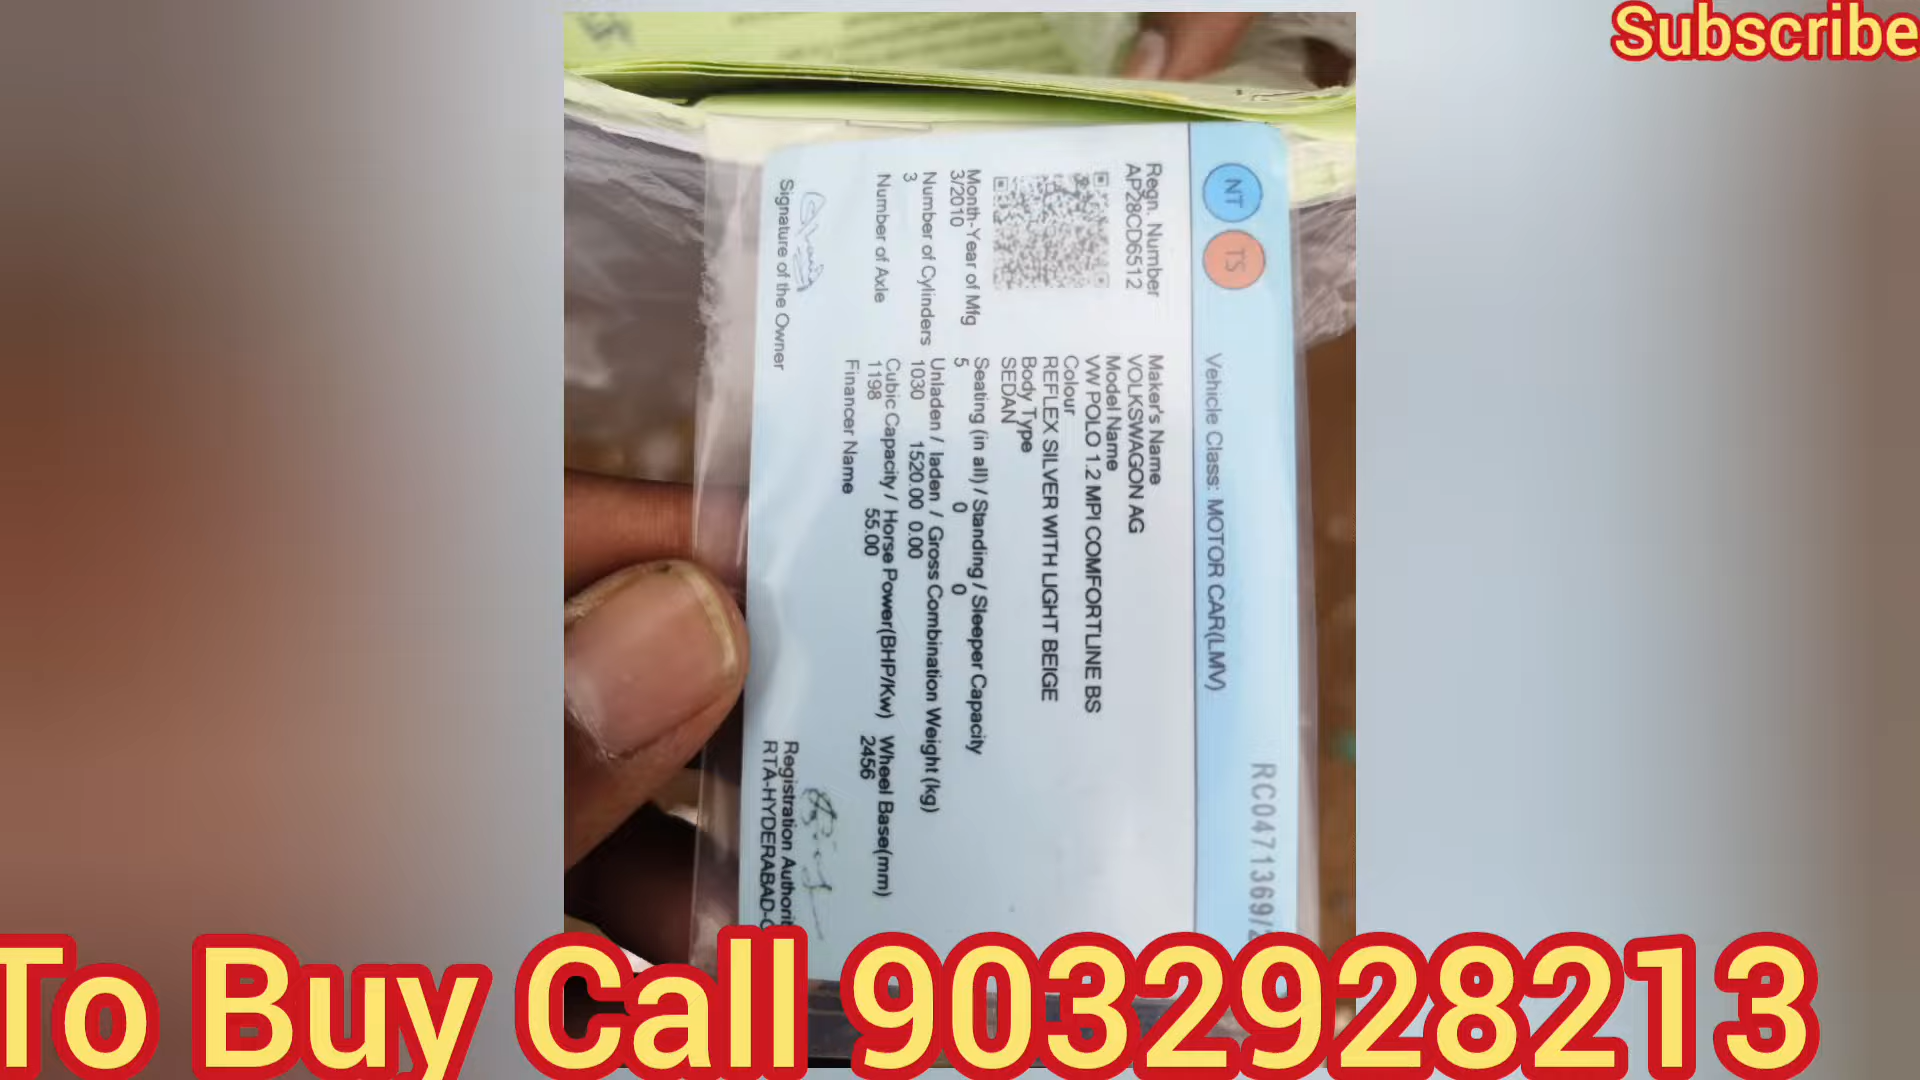 Subscribe
NT
TS
Vehicle Class: MOTOR CAR(LMV)
Regn. Number
AP28CD6512
Maker's Name
VOLKSWAGON AG
Model Name
VW POLO 1.2 MPI COMFORTLINE BS
Colour
REFLEX SILVER WITH LIGHT BEIGE
Body Type
SEDAN
Month-Year of Mfg
3/2010
Seating (in all) / Standing / Sleeper Capacity
5 0 0
Number of Cylinders
3
Unladen / laden / Gross Combination Weight (kg)
1030 1520.00 0.00
Number of Axle
Cubic Capacity / Horse Power(BHP/Kw) Wheel Base(mm)
1198 55.00 2456
Financer Name
Signature of the Owner
Registration Authorit
RTA-HYDERABAD-
RC0471369/2
To Buy Call 9032928213